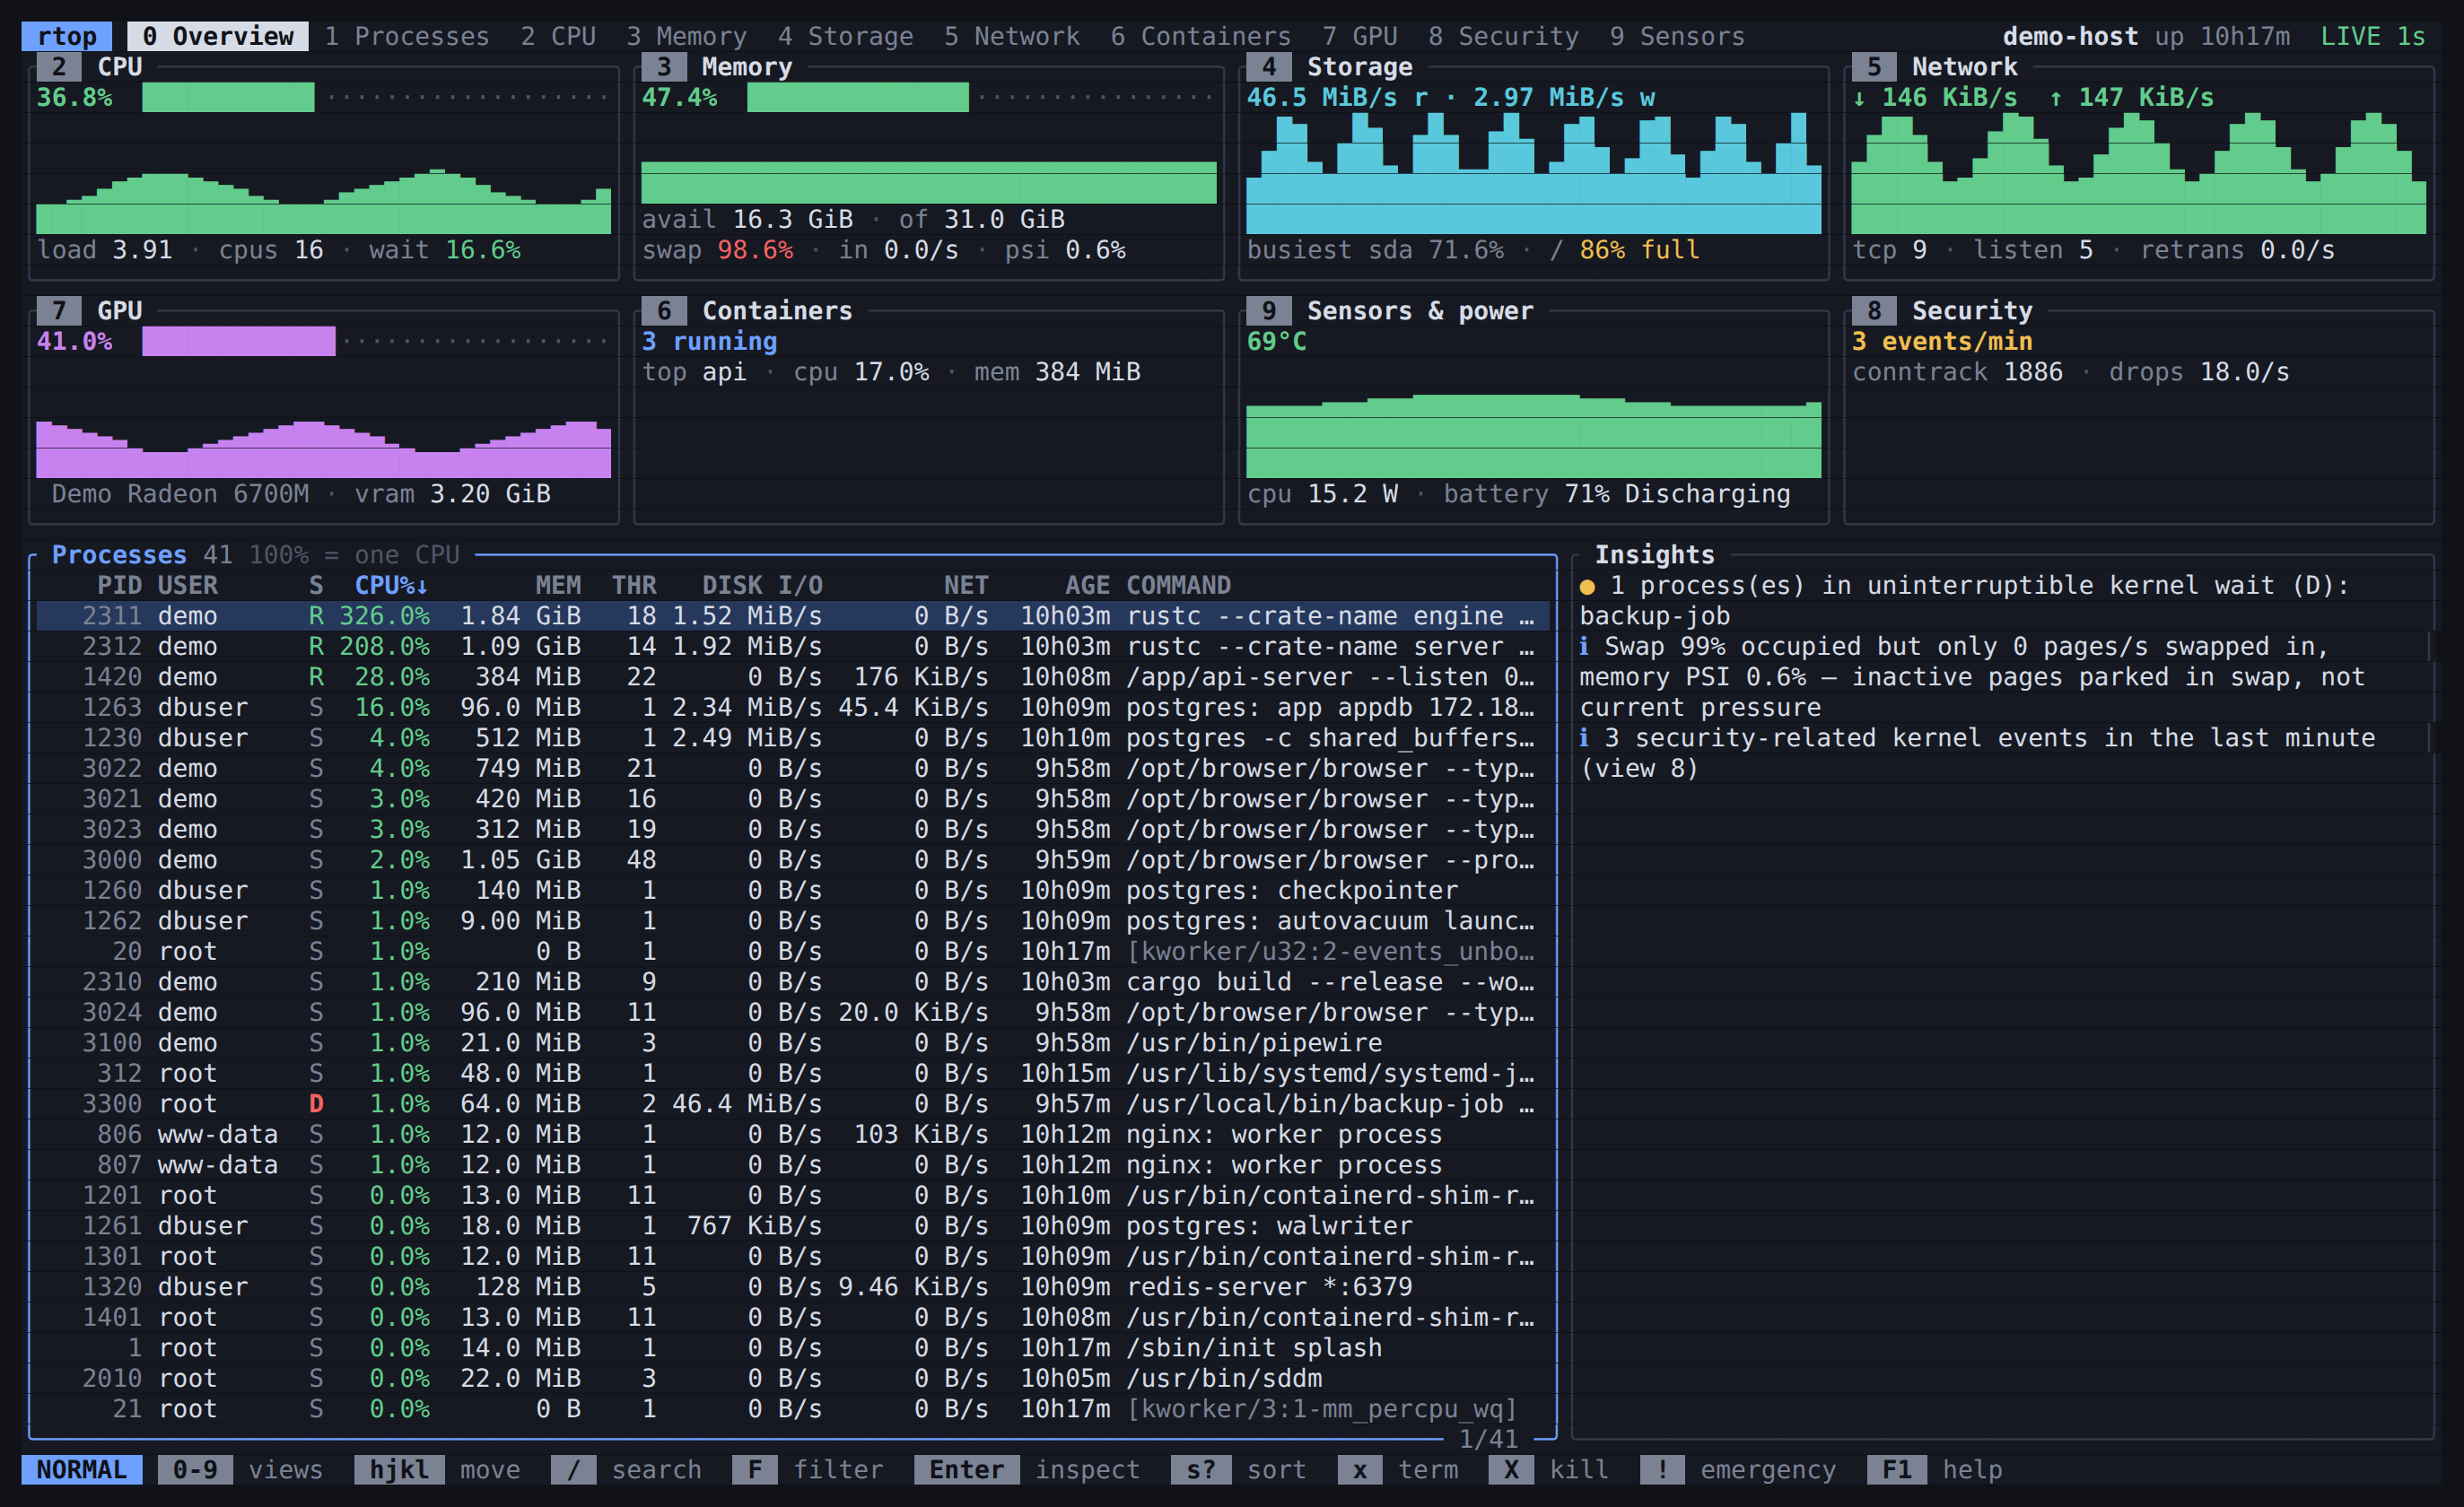 rtop 0 Overview 1 Processes 2 CPU 3 Memory 4 Storage 5 Network 6 Containers 7 GPU 8 Security 9 Sensors demo-host up 10h17m LIVE 1s
2 CPU
36.8%
load 3.91 · cpus 16 · wait 16.6%
3 Memory
47.4%
avail 16.3 GiB · of 31.0 GiB
swap 98.6% · in 0.0/s · psi 0.6%
4 Storage
46.5 MiB/s r · 2.97 MiB/s w
busiest sda 71.6% · / 86% full
5 Network
↓ 146 KiB/s ↑ 147 KiB/s
tcp 9 · listen 5 · retrans 0.0/s
7 GPU
41.0%
Demo Radeon 6700M · vram 3.20 GiB
6 Containers
3 running
top api · cpu 17.0% · mem 384 MiB
9 Sensors & power
69°C
cpu 15.2 W · battery 71% Discharging
8 Security
3 events/min
conntrack 1886 · drops 18.0/s
Processes 41 100% = one CPU
PID USER S CPU%↓ MEM THR DISK I/O NET AGE COMMAND
2311 demo R 326.0% 1.84 GiB 18 1.52 MiB/s 0 B/s 10h03m rustc --crate-name engine …
2312 demo R 208.0% 1.09 GiB 14 1.92 MiB/s 0 B/s 10h03m rustc --crate-name server …
1420 demo R 28.0% 384 MiB 22 0 B/s 176 KiB/s 10h08m /app/api-server --listen 0…
1263 dbuser S 16.0% 96.0 MiB 1 2.34 MiB/s 45.4 KiB/s 10h09m postgres: app appdb 172.18…
1230 dbuser S 4.0% 512 MiB 1 2.49 MiB/s 0 B/s 10h10m postgres -c shared_buffers…
3022 demo S 4.0% 749 MiB 21 0 B/s 0 B/s 9h58m /opt/browser/browser --typ…
3021 demo S 3.0% 420 MiB 16 0 B/s 0 B/s 9h58m /opt/browser/browser --typ…
3023 demo S 3.0% 312 MiB 19 0 B/s 0 B/s 9h58m /opt/browser/browser --typ…
3000 demo S 2.0% 1.05 GiB 48 0 B/s 0 B/s 9h59m /opt/browser/browser --pro…
1260 dbuser S 1.0% 140 MiB 1 0 B/s 0 B/s 10h09m postgres: checkpointer
1262 dbuser S 1.0% 9.00 MiB 1 0 B/s 0 B/s 10h09m postgres: autovacuum launc…
20 root S 1.0% 0 B 1 0 B/s 0 B/s 10h17m [kworker/u32:2-events_unbo…
2310 demo S 1.0% 210 MiB 9 0 B/s 0 B/s 10h03m cargo build --release --wo…
3024 demo S 1.0% 96.0 MiB 11 0 B/s 20.0 KiB/s 9h58m /opt/browser/browser --typ…
3100 demo S 1.0% 21.0 MiB 3 0 B/s 0 B/s 9h58m /usr/bin/pipewire
312 root S 1.0% 48.0 MiB 1 0 B/s 0 B/s 10h15m /usr/lib/systemd/systemd-j…
3300 root D 1.0% 64.0 MiB 2 46.4 MiB/s 0 B/s 9h57m /usr/local/bin/backup-job …
806 www-data S 1.0% 12.0 MiB 1 0 B/s 103 KiB/s 10h12m nginx: worker process
807 www-data S 1.0% 12.0 MiB 1 0 B/s 0 B/s 10h12m nginx: worker process
1201 root S 0.0% 13.0 MiB 11 0 B/s 0 B/s 10h10m /usr/bin/containerd-shim-r…
1261 dbuser S 0.0% 18.0 MiB 1 767 KiB/s 0 B/s 10h09m postgres: walwriter
1301 root S 0.0% 12.0 MiB 11 0 B/s 0 B/s 10h09m /usr/bin/containerd-shim-r…
1320 dbuser S 0.0% 128 MiB 5 0 B/s 9.46 KiB/s 10h09m redis-server *:6379
1401 root S 0.0% 13.0 MiB 11 0 B/s 0 B/s 10h08m /usr/bin/containerd-shim-r…
1 root S 0.0% 14.0 MiB 1 0 B/s 0 B/s 10h17m /sbin/init splash
2010 root S 0.0% 22.0 MiB 3 0 B/s 0 B/s 10h05m /usr/bin/sddm
21 root S 0.0% 0 B 1 0 B/s 0 B/s 10h17m [kworker/3:1-mm_percpu_wq]
1/41
Insights
● 1 process(es) in uninterruptible kernel wait (D):
backup-job
ℹ Swap 99% occupied but only 0 pages/s swapped in,
memory PSI 0.6% — inactive pages parked in swap, not
current pressure
ℹ 3 security-related kernel events in the last minute
(view 8)
NORMAL 0-9 views hjkl move / search F filter Enter inspect s? sort x term X kill ! emergency F1 help